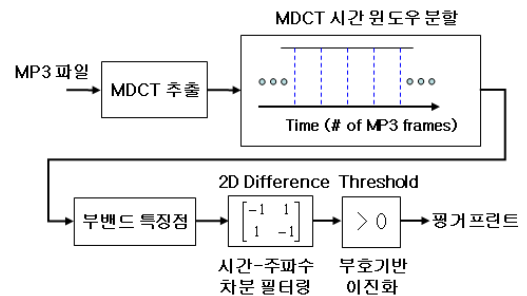 MDCT 시간 윈도우 분할
MP3 파일
MDCT 추출
Time (# of MP3 frames)
2D Difference Threshold
부밴드 특징점
-1 1
1 -1
> 0
핑거프린트
시간-주파수
차분 필터링
부호기반
이진화